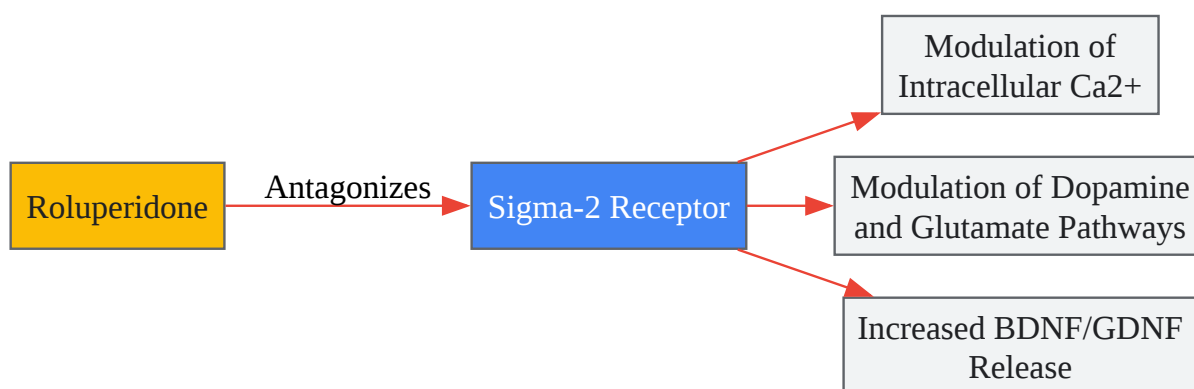 Roluperidone
Antagonizes
Sigma-2 Receptor
Modulation of
Intracellular Ca2+
Modulation of Dopamine
and Glutamate Pathways
Increased BDNF/GDNF
Release